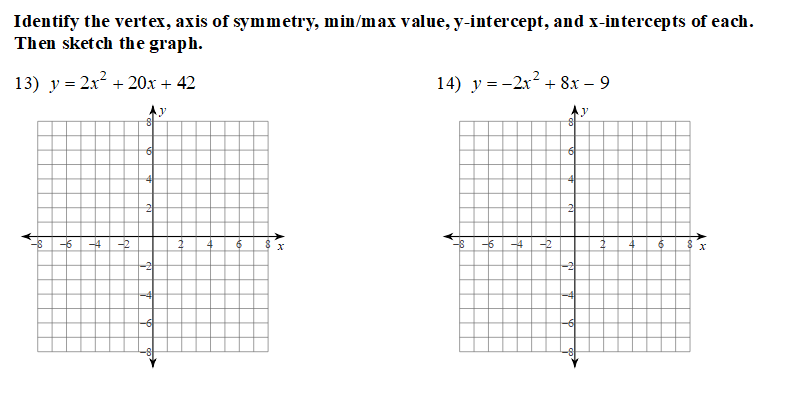 Identify the vertex, axis of symmetry, min/max value, y-intercept, and x-intercepts of each.
Then sketch the graph.
13) y = 2x² + 20x + 42
14) y = −2x² + 8x − 9
y
8
6
4
2
−8 −6 −4 −2 2 4 6 8 x
−2
−4
−6
−8
y
8
6
4
2
−8 −6 −4 −2 2 4 6 8 x
−2
−4
−6
−8